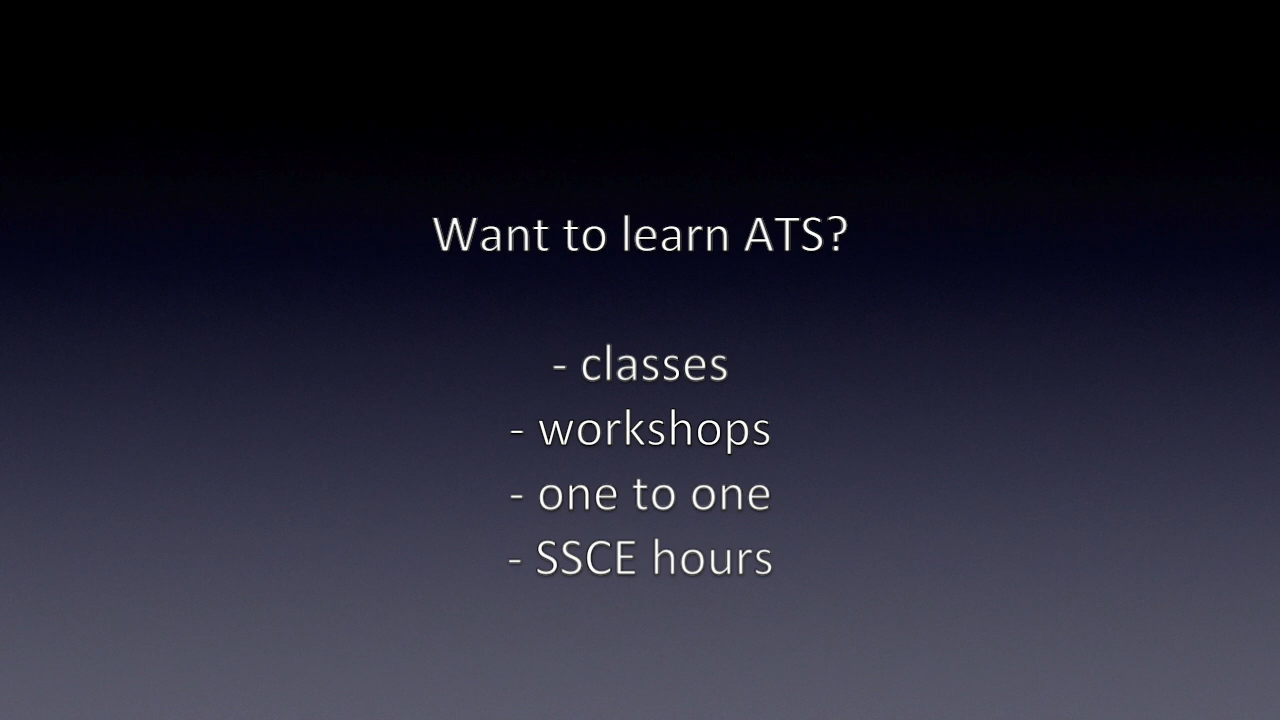 Want to learn ATS?
- classes
- workshops
- one to one
- SSCE hours